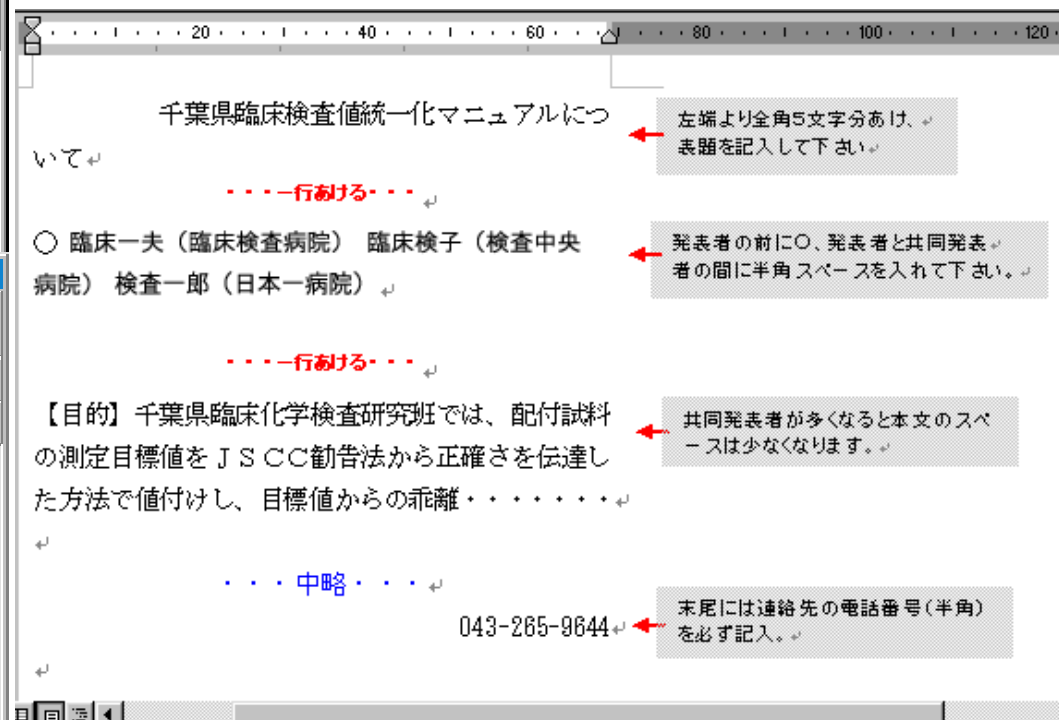 20 40 60 80 100 120
千葉県臨床検査値統一化マニュアルにつ
いて
左端より全角5文字分あけ、
表題を記入して下さい
・・・一行あける・・・
〇 臨床一夫（臨床検査病院） 臨床検子（検査中央
病院） 検査一郎（日本一病院）
発表者の前に〇、発表者と共同発表
者の間に半角スペースを入れて下さい。
・・・一行あける・・・
【目的】千葉県臨床化学検査研究班では、配付試料
の測定目標値をＪＳＣＣ勧告法から正確さを伝達し
た方法で値付けし、目標値からの乖離・・・・・・・
共同発表者が多くなると本文のスペ
ースは少なくなります。
・・・中略・・・
043-265-9644
末尾には連絡先の電話番号(半角)
を必ず記入。